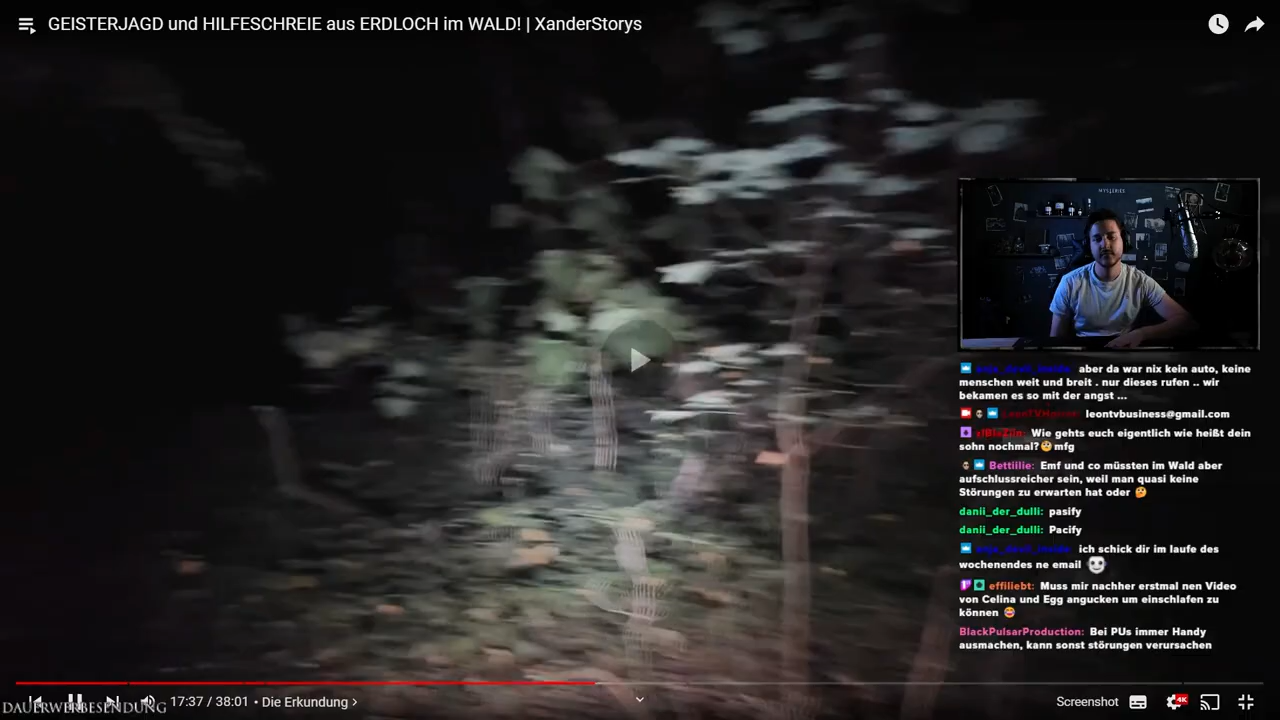 GEISTERJAGD und HILFESCHREIE aus ERDLOCH im WALD! | XanderStorys
MYSTERIES
aber da war nix kein auto, keine
menschen weit und breit . nur dieses rufen .. wir
bekamen es so mit der angst ...
leontvbusiness@gmail.com
Wie gehts euch eigentlich wie heißt dein
sohn nochmal?🤨mfg
Bettiilie: Emf und co müssten im Wald aber
aufschlussreicher sein, weil man quasi keine
Störungen zu erwarten hat oder 🤔
danii_der_dulli: pasify
danii_der_dulli: Pacify
ich schick dir im laufe des
wochenendes ne email
effiliebt: Muss mir nachher erstmal nen Video
von Celina und Egg angucken um einschlafen zu
können
BlackPulsarProduction: Bei PUs immer Handy
ausmachen, kann sonst störungen verursachen
17:37 / 38:01 • Die Erkundung >
Screenshot
4K
DAUERWERBESENDUNG